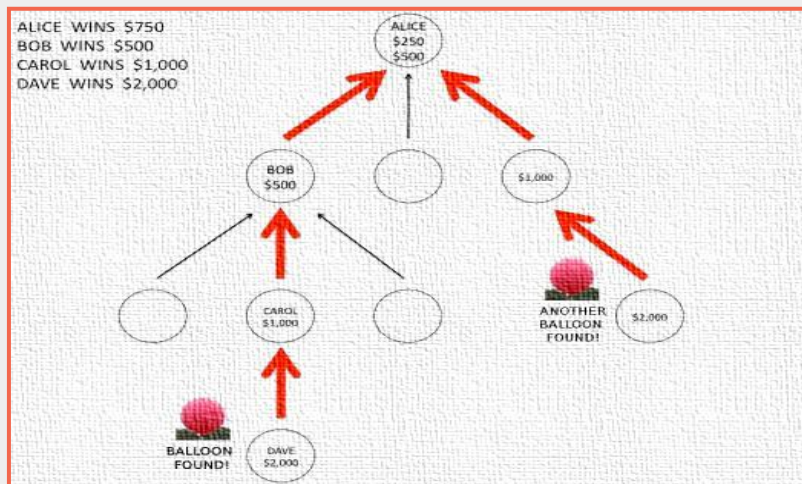 ALICE WINS $750
BOB WINS $500
CAROL WINS $1,000
DAVE WINS $2,000
ALICE
$250
$500
BOB
$500
$1,000
CAROL
$1,000
ANOTHER
BALLOON
FOUND!
$2,000
BALLOON
FOUND!
DAVE
$2,000